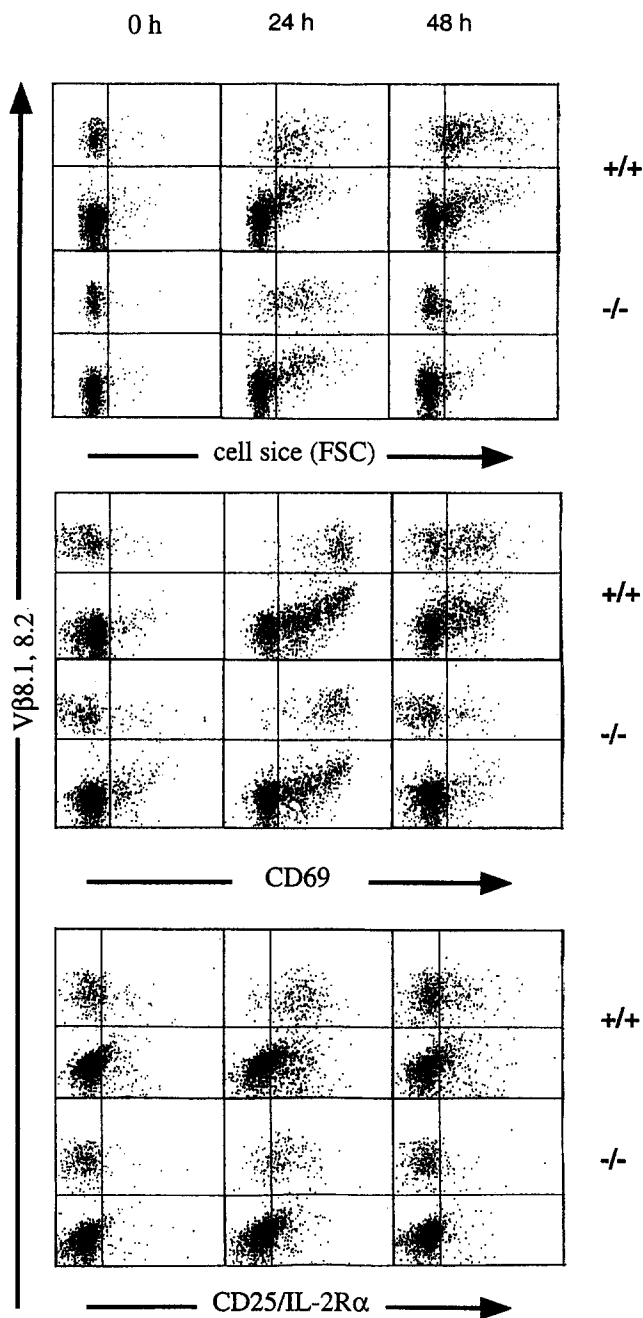 0 h 24 h 48 h
+/+
-/-
cell sice (FSC)
Vβ8.1, 8.2
+/+
-/-
CD69
+/+
-/-
CD25/IL-2Rα